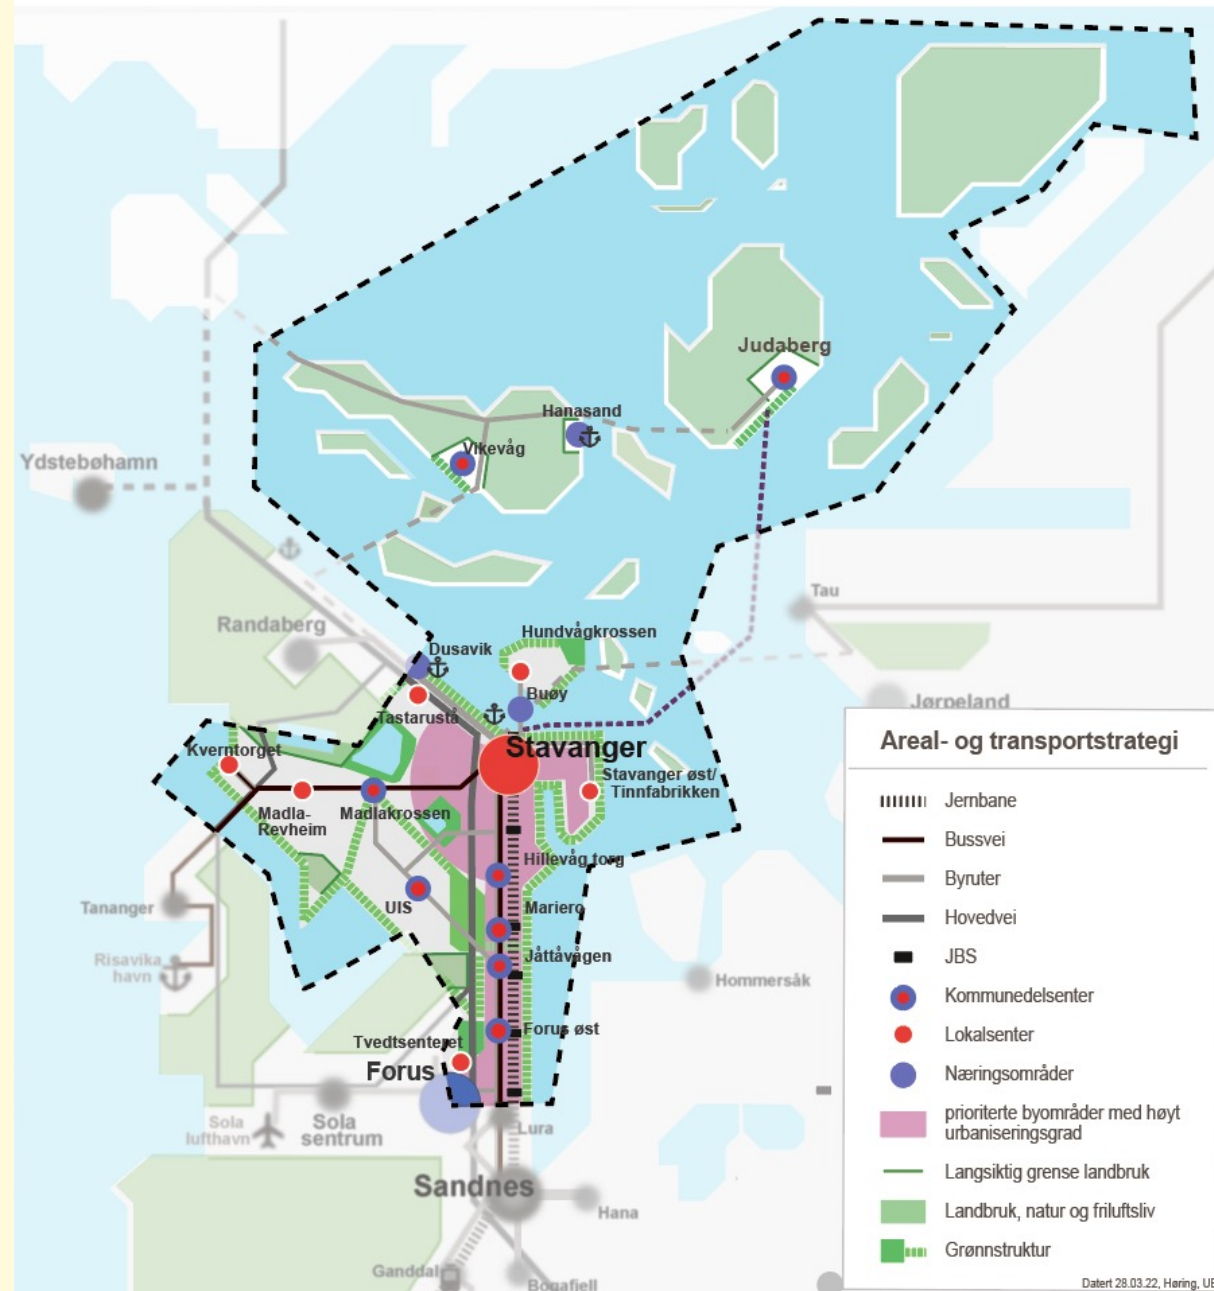 Judaberg
Hanasand
Vikevåg
Ydstebøhamn
Tau
Randaberg
Hundvågkrossen
Dusavik
Buøy
Tastarustå
Jørpeland
Kverntorget
Stavanger
Stavanger øst/
Tinnfabrikken
Madla-
Revheim
Madlakrossen
Hillevåg torg
UIS
Tananger
Mariero
Risavika
havn
Jåttåvågen
Hommersåk
Forus øst
Tvedtsenteret
Forus
Sola
lufthavn
Sola
sentrum
Lura
Sandnes
Hana
Ganddal
Bogafjell
Areal- og transportstrategi
Jernbane
Bussvei
Byruter
Hovedvei
JBS
Kommunedelsenter
Lokalsenter
Næringsområder
prioriterte byområder med høyt
urbaniseringsgrad
Langsiktig grense landbruk
Landbruk, natur og friluftsliv
Grønnstruktur
Datert 28.03.22, Høring, UE